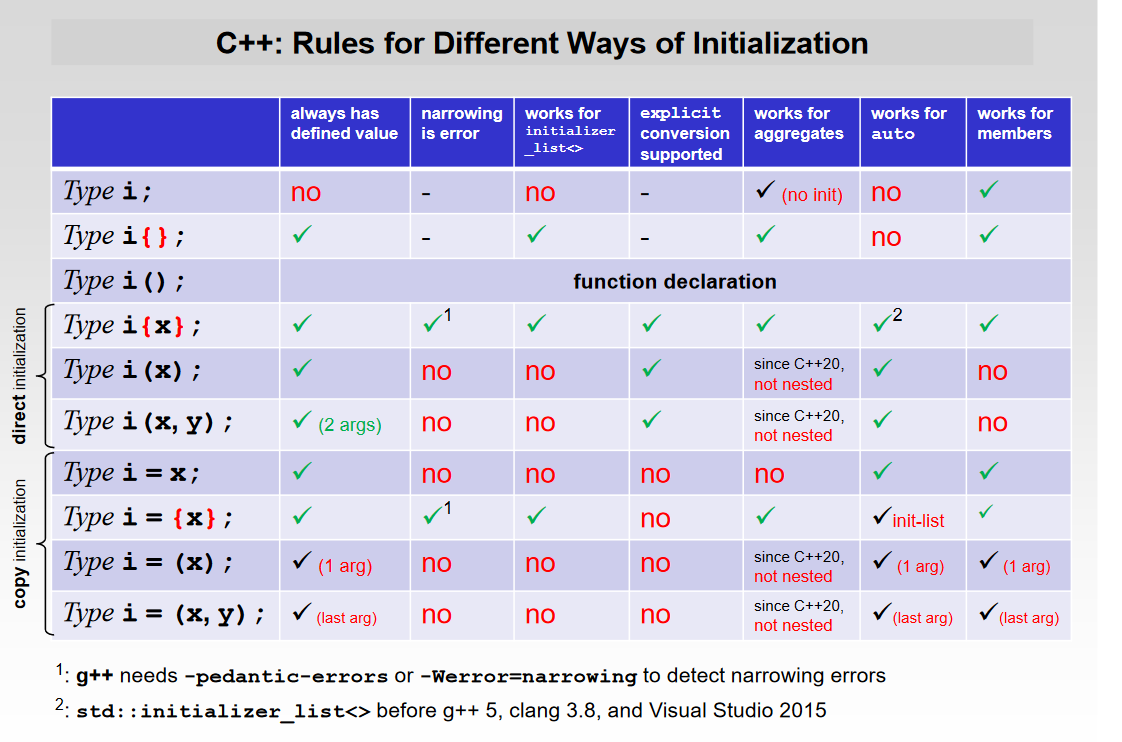 C++: Rules for Different Ways of Initialization
always has defined value | narrowing is error | works for initializer_list<> | explicit conversion supported | works for aggregates | works for auto | works for members
Type i; | no | - | no | - | ✓ (no init) | no | ✓
Type i{}; | ✓ | - | ✓ | - | ✓ | no | ✓
Type i(); | function declaration
direct initialization
Type i{x}; | ✓ | ✓1 | ✓ | ✓ | ✓ | ✓2 | ✓
Type i(x); | ✓ | no | no | ✓ | since C++20, not nested | ✓ | no
Type i(x,y); | ✓ (2 args) | no | no | ✓ | since C++20, not nested | ✓ | no
copy initialization
Type i = x; | ✓ | no | no | no | no | ✓ | ✓
Type i = {x}; | ✓ | ✓1 | ✓ | no | ✓ | ✓ init-list | ✓
Type i = (x); | ✓ (1 arg) | no | no | no | since C++20, not nested | ✓ (1 arg) | ✓ (1 arg)
Type i = (x,y); | ✓ (last arg) | no | no | no | since C++20, not nested | ✓ (last arg) | ✓ (last arg)
1: g++ needs -pedantic-errors or -Werror=narrowing to detect narrowing errors
2: std::initializer_list<> before g++ 5, clang 3.8, and Visual Studio 2015